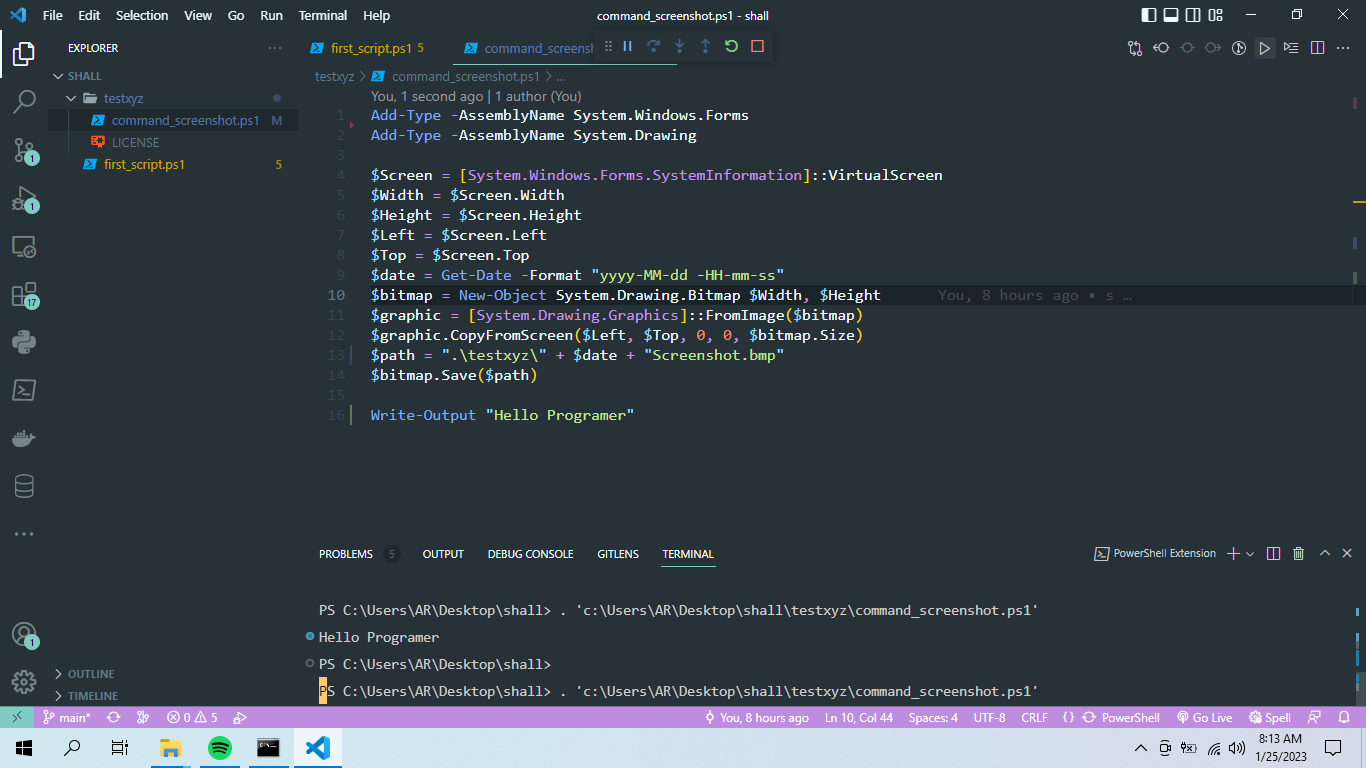 File Edit Selection View Go Run Terminal Help
command_screenshot.ps1 - shall
EXPLORER
SHALL
testxyz
command_screenshot.ps1 M
LICENSE
first_script.ps1 5
first_script.ps1 5
command_screensh
testxyz > command_screenshot.ps1 > ...
You, 1 second ago | 1 author (You)
1 Add-Type -AssemblyName System.Windows.Forms
2 Add-Type -AssemblyName System.Drawing
3
4 $Screen = [System.Windows.Forms.SystemInformation]::VirtualScreen
5 $Width = $Screen.Width
6 $Height = $Screen.Height
7 $Left = $Screen.Left
8 $Top = $Screen.Top
9 $date = Get-Date -Format "yyyy-MM-dd -HH-mm-ss"
10 $bitmap = New-Object System.Drawing.Bitmap $Width, $Height You, 8 hours ago • s …
11 $graphic = [System.Drawing.Graphics]::FromImage($bitmap)
12 $graphic.CopyFromScreen($Left, $Top, 0, 0, $bitmap.Size)
13 $path = ".\testxyz\" + $date + "Screenshot.bmp"
14 $bitmap.Save($path)
15
16 Write-Output "Hello Programer"
1
1
17
1
PROBLEMS 5 OUTPUT DEBUG CONSOLE GITLENS TERMINAL
PowerShell Extension
PS C:\Users\AR\Desktop\shall> . 'c:\Users\AR\Desktop\shall\testxyz\command_screenshot.ps1'
Hello Programer
PS C:\Users\AR\Desktop\shall>
PS C:\Users\AR\Desktop\shall> . 'c:\Users\AR\Desktop\shall\testxyz\command_screenshot.ps1'
OUTLINE
TIMELINE
main* 0 5
You, 8 hours ago Ln 10, Col 44 Spaces: 4 UTF-8 CRLF {} PowerShell Go Live Spell
8:13 AM
1/25/2023